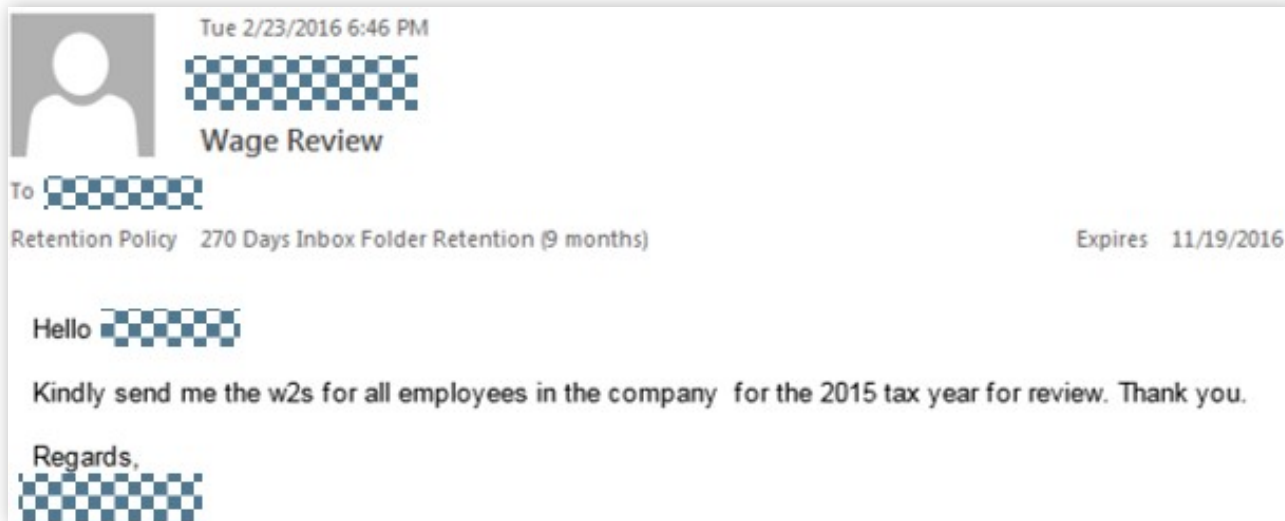 Tue 2/23/2016 6:46 PM
Wage Review
To
Retention Policy 270 Days Inbox Folder Retention (9 months) Expires 11/19/2016
Hello
Kindly send me the w2s for all employees in the company for the 2015 tax year for review. Thank you.
Regards,